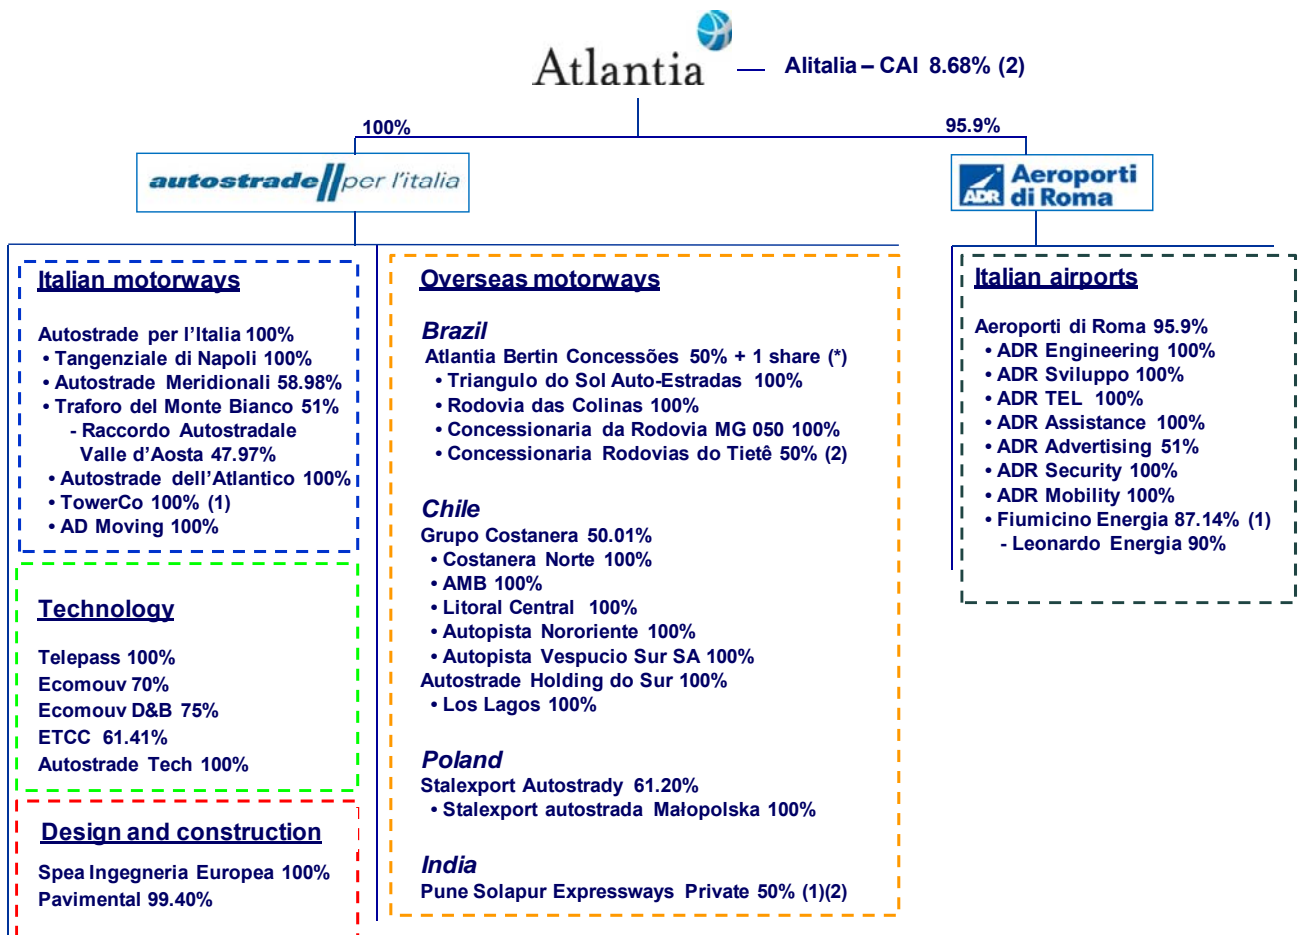 Atlantia
Alitalia – CAI 8.68% (2)
100%
95.9%
autostrade//per l'italia
ADR Aeroporti
di Roma
Italian motorways
Autostrade per l'Italia 100%
• Tangenziale di Napoli 100%
• Autostrade Meridionali 58.98%
• Traforo del Monte Bianco 51%
- Raccordo Autostradale
Valle d'Aosta 47.97%
• Autostrade dell'Atlantico 100%
• TowerCo 100% (1)
• AD Moving 100%
Technology
Telepass 100%
Ecomouv 70%
Ecomouv D&B 75%
ETCC 61.41%
Autostrade Tech 100%
Design and construction
Spea Ingegneria Europea 100%
Pavimental 99.40%
Overseas motorways
Brazil
Atlantia Bertin Concessões 50% + 1 share (*)
• Triangulo do Sol Auto-Estradas 100%
• Rodovia das Colinas 100%
• Concessionaria da Rodovia MG 050 100%
• Concessionaria Rodovias do Tietê 50% (2)
Chile
Grupo Costanera 50.01%
• Costanera Norte 100%
• AMB 100%
• Litoral Central 100%
• Autopista Nororiente 100%
• Autopista Vespucio Sur SA 100%
Autostrade Holding do Sur 100%
• Los Lagos 100%
Poland
Stalexport Autostrady 61.20%
• Stalexport autostrada Małopolska 100%
India
Pune Solapur Expressways Private 50% (1)(2)
Italian airports
Aeroporti di Roma 95.9%
• ADR Engineering 100%
• ADR Sviluppo 100%
• ADR TEL 100%
• ADR Assistance 100%
• ADR Advertising 51%
• ADR Security 100%
• ADR Mobility 100%
• Fiumicino Energia 87.14% (1)
- Leonardo Energia 90%